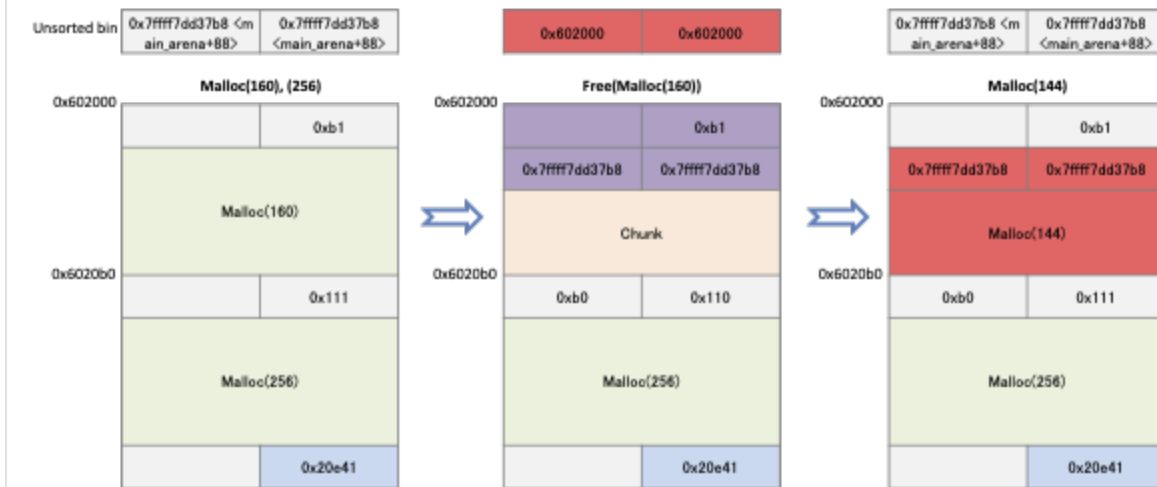 Unsorted bin
0x7ffff7dd37b8 <m
ain_arena+88>
0x7ffff7dd37b8
<main_arena+88>
0x602000
0x602000
0x7ffff7dd37b8 <m
ain_arena+88>
0x7ffff7dd37b8
<main_arena+88>
Malloc(160), (256)
Free(Malloc(160))
Malloc(144)
0x602000
0xb1
Malloc(160)
0x6020b0
0x111
Malloc(256)
0x20e41
0x602000
0xb1
0x7ffff7dd37b8
0x7ffff7dd37b8
Chunk
0x6020b0
0xb0
0x110
Malloc(256)
0x20e41
0x602000
0xb1
0x7ffff7dd37b8
0x7ffff7dd37b8
Malloc(144)
0x6020b0
0xb0
0x111
Malloc(256)
0x20e41